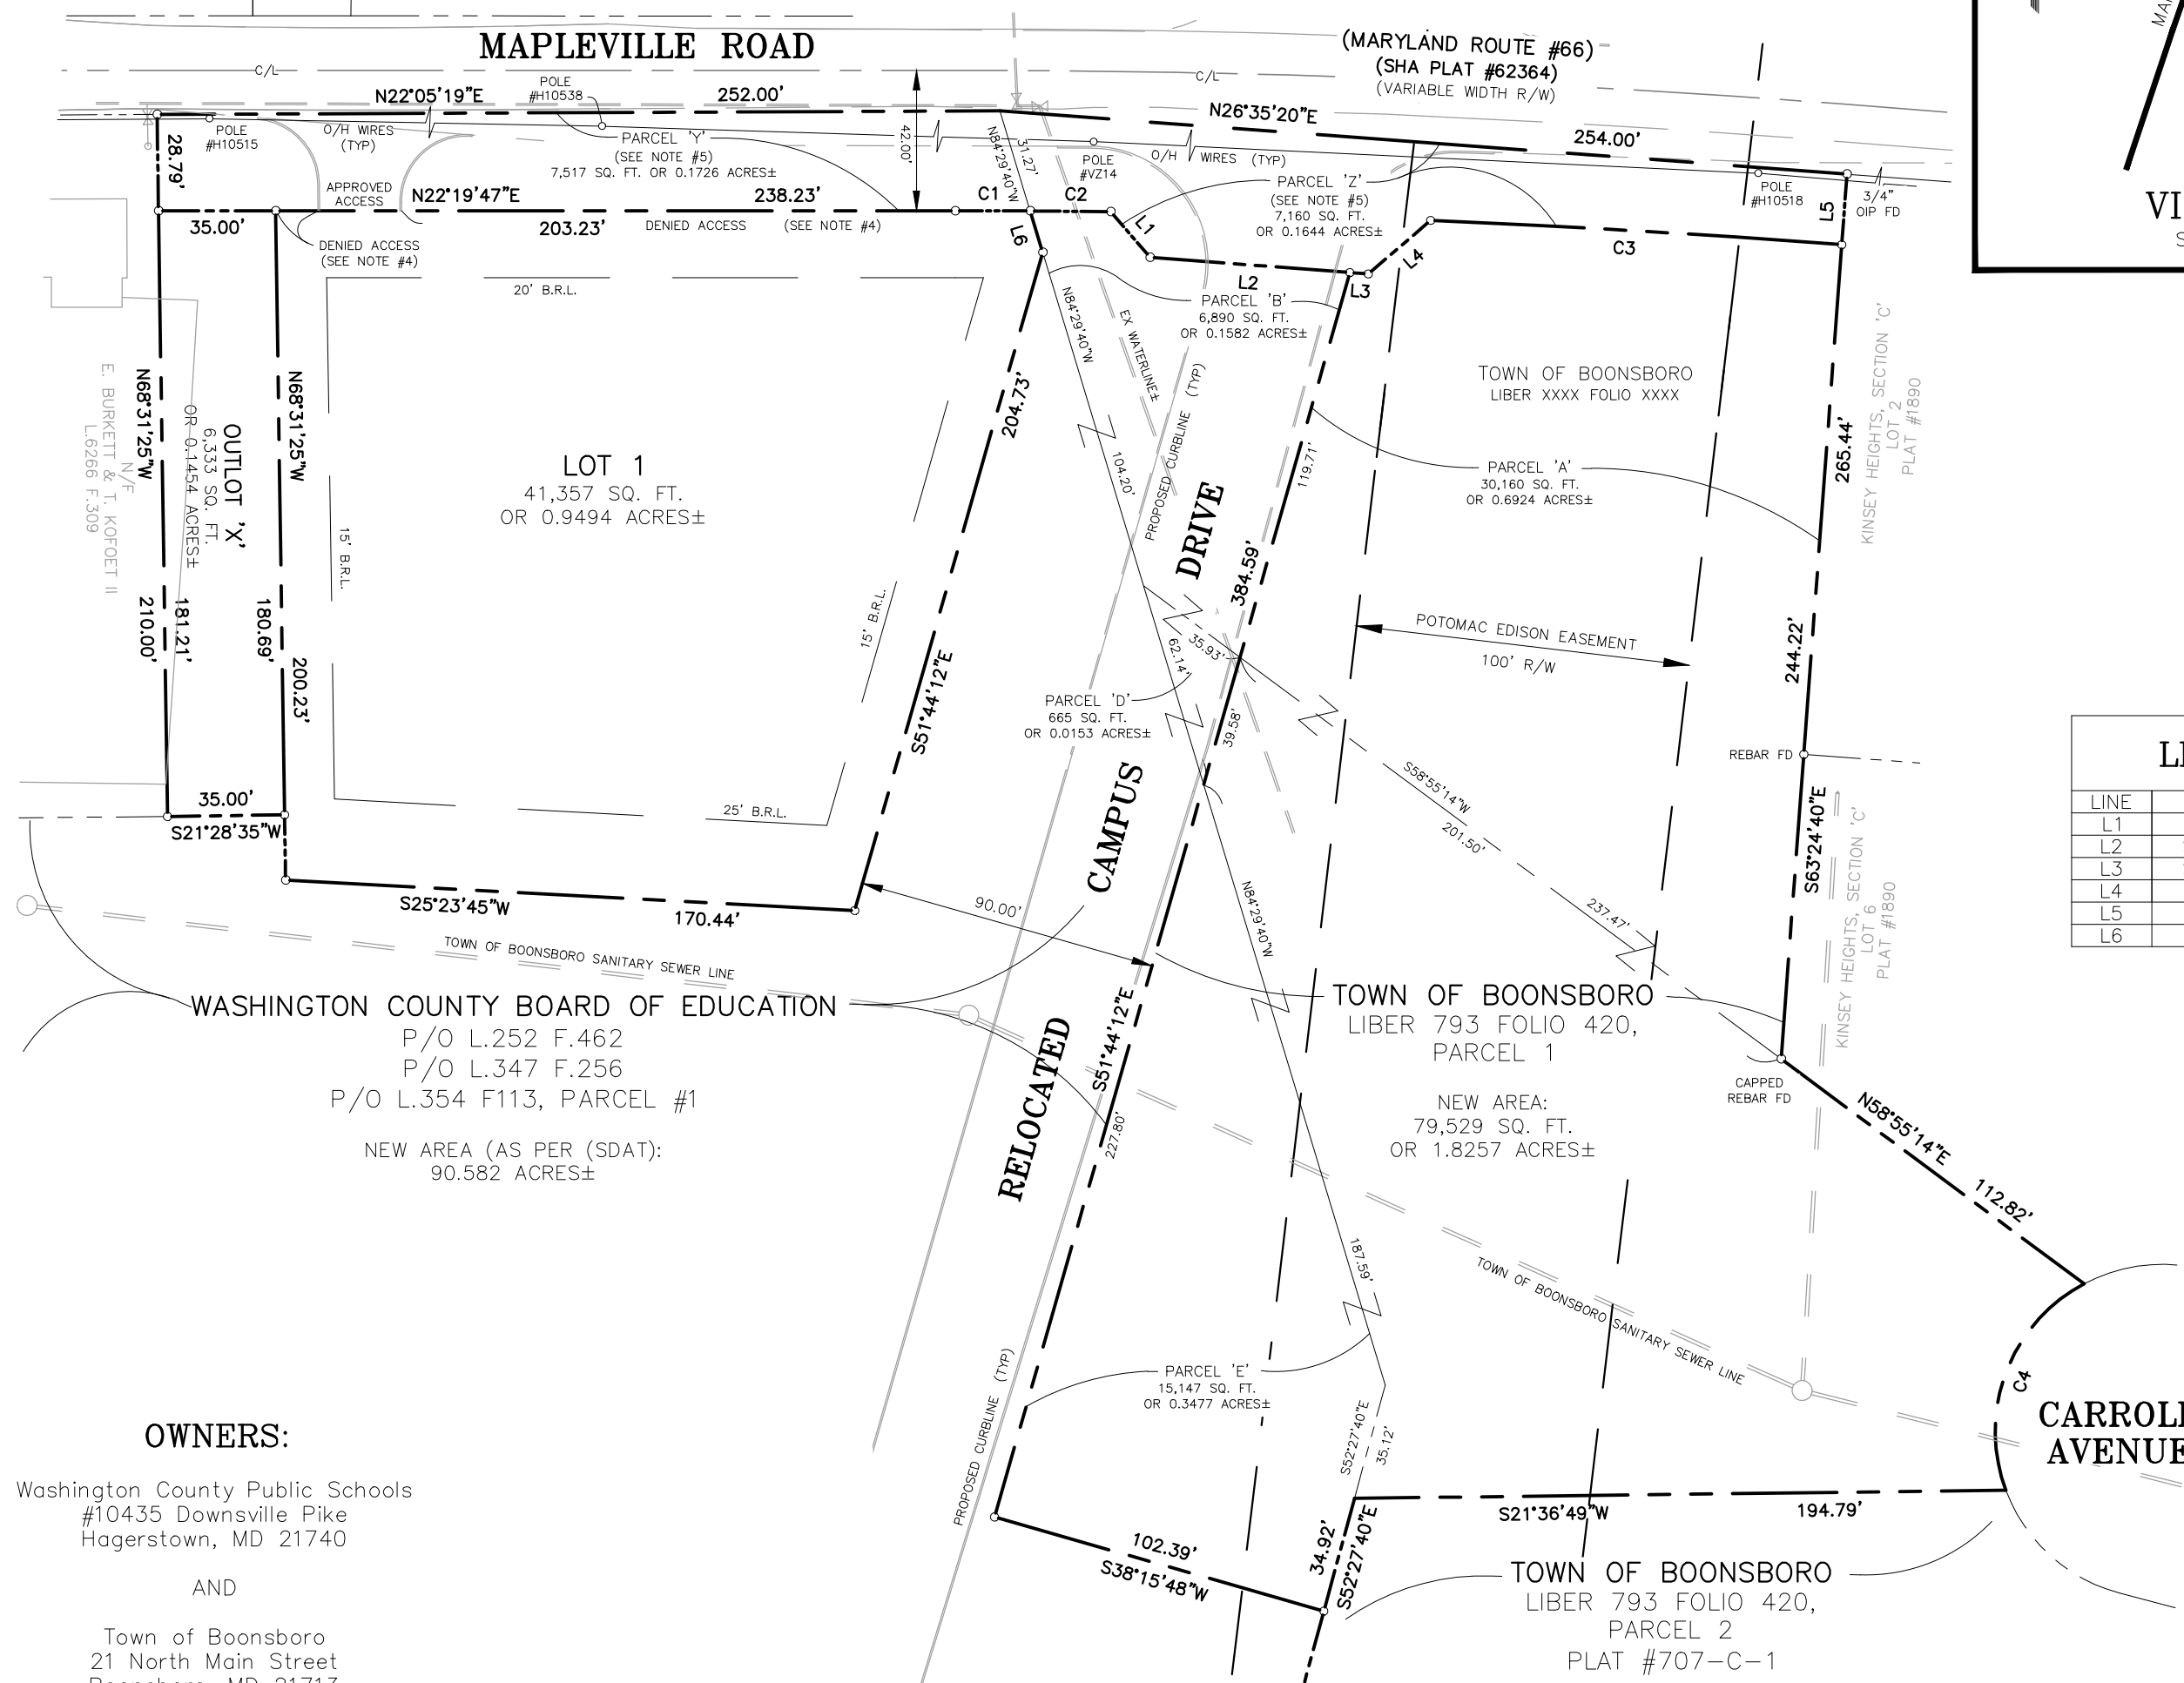 MAPLEVILLE ROAD
(MARYLAND ROUTE #66)
(SHA PLAT #62364)
(VARIABLE WIDTH R/W)
C/L
C/L
N22°05'19"E
POLE
#H10538
252.00'
N26°35'20"E
254.00'
POLE
#H10515
O/H WIRES
(TYP)
PARCEL 'Y'
(SEE NOTE #5)
7,517 SQ. FT. OR 0.1726 ACRES±
42.00'
N84°29'40"W
31.27'
POLE
#VZ14
O/H WIRES (TYP)
PARCEL 'Z'
(SEE NOTE #5)
7,160 SQ. FT.
OR 0.1644 ACRES±
POLE
#H10518
3/4"
OIP FD
L5
28.79'
APPROVED
ACCESS
N22°19'47"E
238.23'
C1
C2
L1
L6
35.00'
203.23'
DENIED ACCESS
(SEE NOTE #4)
DENIED ACCESS
(SEE NOTE #4)
L2
L3
L4
C3
20' B.R.L.
PARCEL 'B'
6,890 SQ. FT.
OR 0.1582 ACRES±
N84°29'40"W
EX WATERLINE±
PROPOSED CURBLINE (TYP)
TOWN OF BOONSBORO
LIBER XXXX FOLIO XXXX
KINSEY HEIGHTS, SECTION 'C'
LOT 2
PLAT #1890
E. BURKETT & T. KOFOET II
L.6266 F.309
N/F
N68°31'25"W
OUTLOT 'X'
6,333 SQ. FT.
OR 0.1454 ACRES±
N68°31'25"W
LOT 1
41,357 SQ. FT.
OR 0.9494 ACRES±
15' B.R.L.
204.73'
104.20'
119.71'
PARCEL 'A'
30,160 SQ. FT.
OR 0.6924 ACRES±
265.44'
210.00'
181.21'
180.69'
200.23'
15' B.R.L.
S51°44'12"E
384.59'
35.93'
62.14'
39.58'
PARCEL 'D'
665 SQ. FT.
OR 0.0153 ACRES±
POTOMAC EDISON EASEMENT
100' R/W
244.22'
REBAR FD
S58°55'14"W
201.50'
237.47'
S63°24'40"E
KINSEY HEIGHTS, SECTION 'C'
LOT 6
PLAT #1890
LINE
L1
L2
L3
L4
L5
L6
35.00'
S21°28'35"W
25' B.R.L.
S25°23'45"W
170.44'
90.00'
N84°29'40"W
TOWN OF BOONSBORO SANITARY SEWER LINE
RELOCATED CAMPUS DRIVE
WASHINGTON COUNTY BOARD OF EDUCATION
P/O L.252 F.462
P/O L.347 F.256
P/O L.354 F113, PARCEL #1
NEW AREA (AS PER (SDAT):
90.582 ACRES±
S51°44'12"E
227.80'
TOWN OF BOONSBORO
LIBER 793 FOLIO 420,
PARCEL 1
NEW AREA:
79,529 SQ. FT.
OR 1.8257 ACRES±
CAPPED
REBAR FD
N58°55'14"E
112.82'
187.59'
TOWN OF BOONSBORO SANITARY SEWER LINE
PROPOSED CURBLINE (TYP)
PARCEL 'E'
15,147 SQ. FT.
OR 0.3477 ACRES±
S52°27'40"E
35.12'
C4
S21°36'49"W
194.79'
102.39'
S38°15'48"W
34.92'
S52°27'40"E
TOWN OF BOONSBORO
LIBER 793 FOLIO 420,
PARCEL 2
PLAT #707-C-1
OWNERS:
Washington County Public Schools
#10435 Downsville Pike
Hagerstown, MD 21740
AND
Town of Boonsboro
21 North Main Street
AVENUE